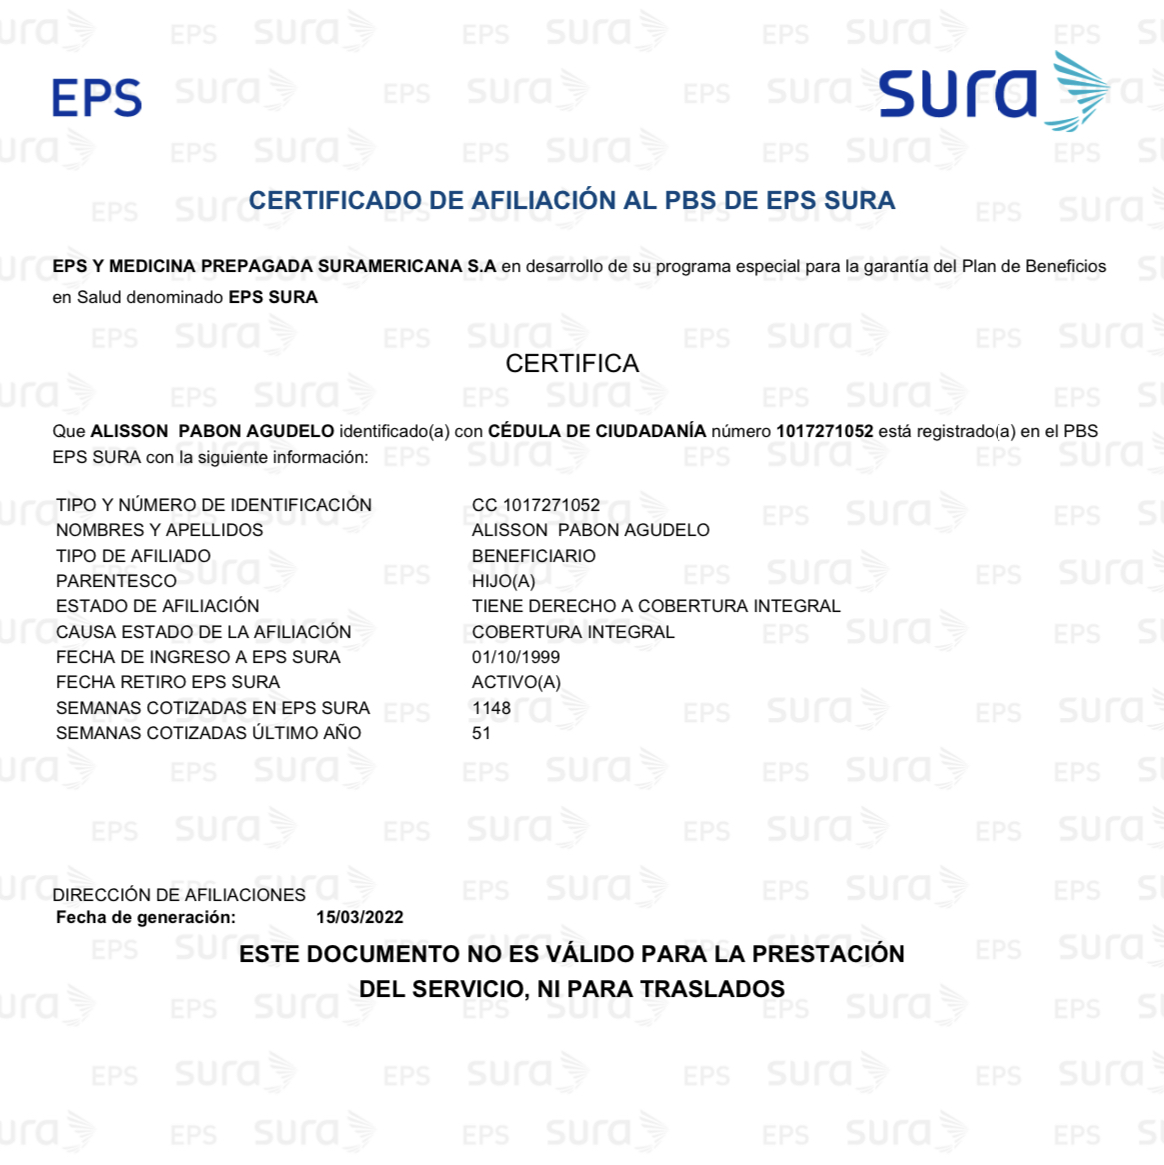 EPS
sura
CERTIFICADO DE AFILIACIÓN AL PBS DE EPS SURA
EPS Y MEDICINA PREPAGADA SURAMERICANA S.A en desarrollo de su programa especial para la garantía del Plan de Beneficios
en Salud denominado EPS SURA
CERTIFICA
Que ALISSON  PABON AGUDELO identificado(a) con CÉDULA DE CIUDADANÍA número 1017271052 está registrado(a) en el PBS
EPS SURA con la siguiente información:
TIPO Y NÚMERO DE IDENTIFICACIÓN CC 1017271052
NOMBRES Y APELLIDOS ALISSON  PABON AGUDELO
TIPO DE AFILIADO BENEFICIARIO
PARENTESCO HIJO(A)
ESTADO DE AFILIACIÓN TIENE DERECHO A COBERTURA INTEGRAL
CAUSA ESTADO DE LA AFILIACIÓN COBERTURA INTEGRAL
FECHA DE INGRESO A EPS SURA 01/10/1999
FECHA RETIRO EPS SURA ACTIVO(A)
SEMANAS COTIZADAS EN EPS SURA 1148
SEMANAS COTIZADAS ÚLTIMO AÑO 51
DIRECCIÓN DE AFILIACIONES
Fecha de generación: 15/03/2022
ESTE DOCUMENTO NO ES VÁLIDO PARA LA PRESTACIÓN
DEL SERVICIO, NI PARA TRASLADOS